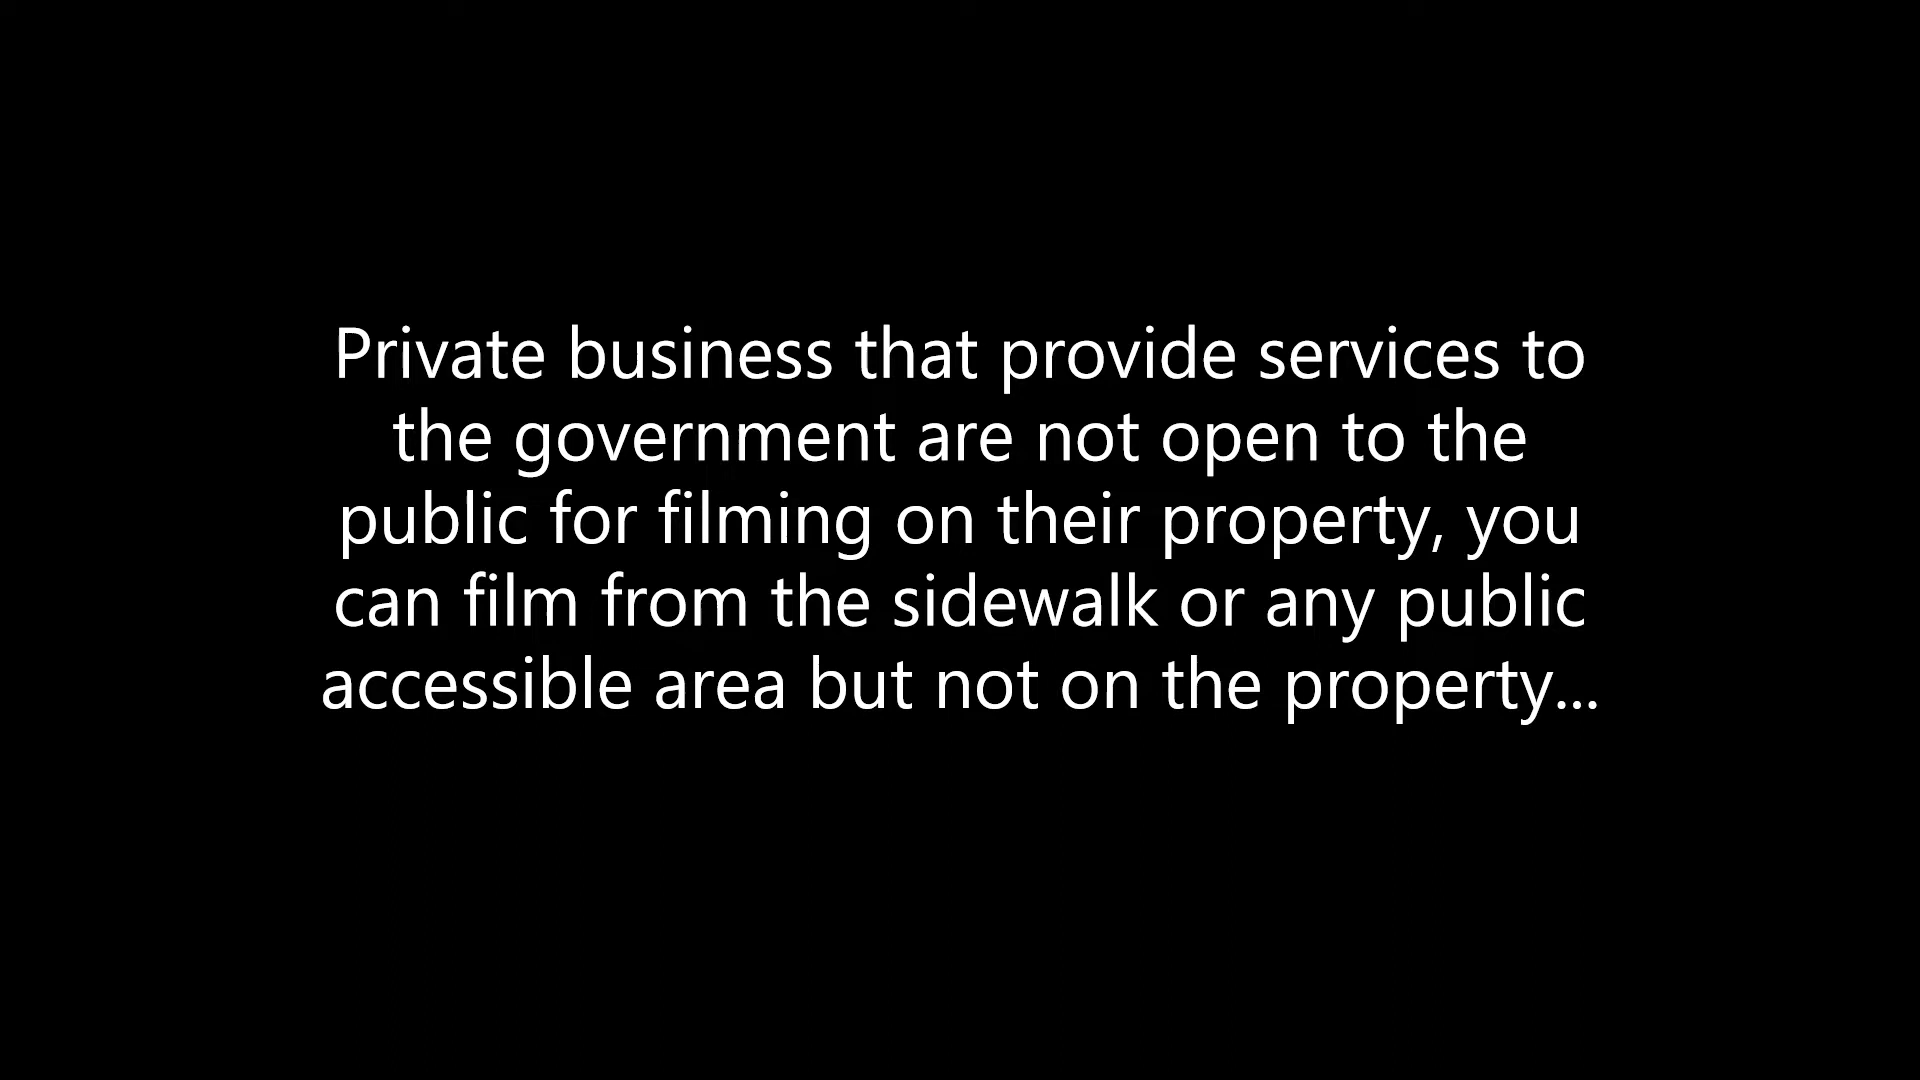 Private business that provide services to
the government are not open to the
public for filming on their property, you
can film from the sidewalk or any public
accessible area but not on the property...